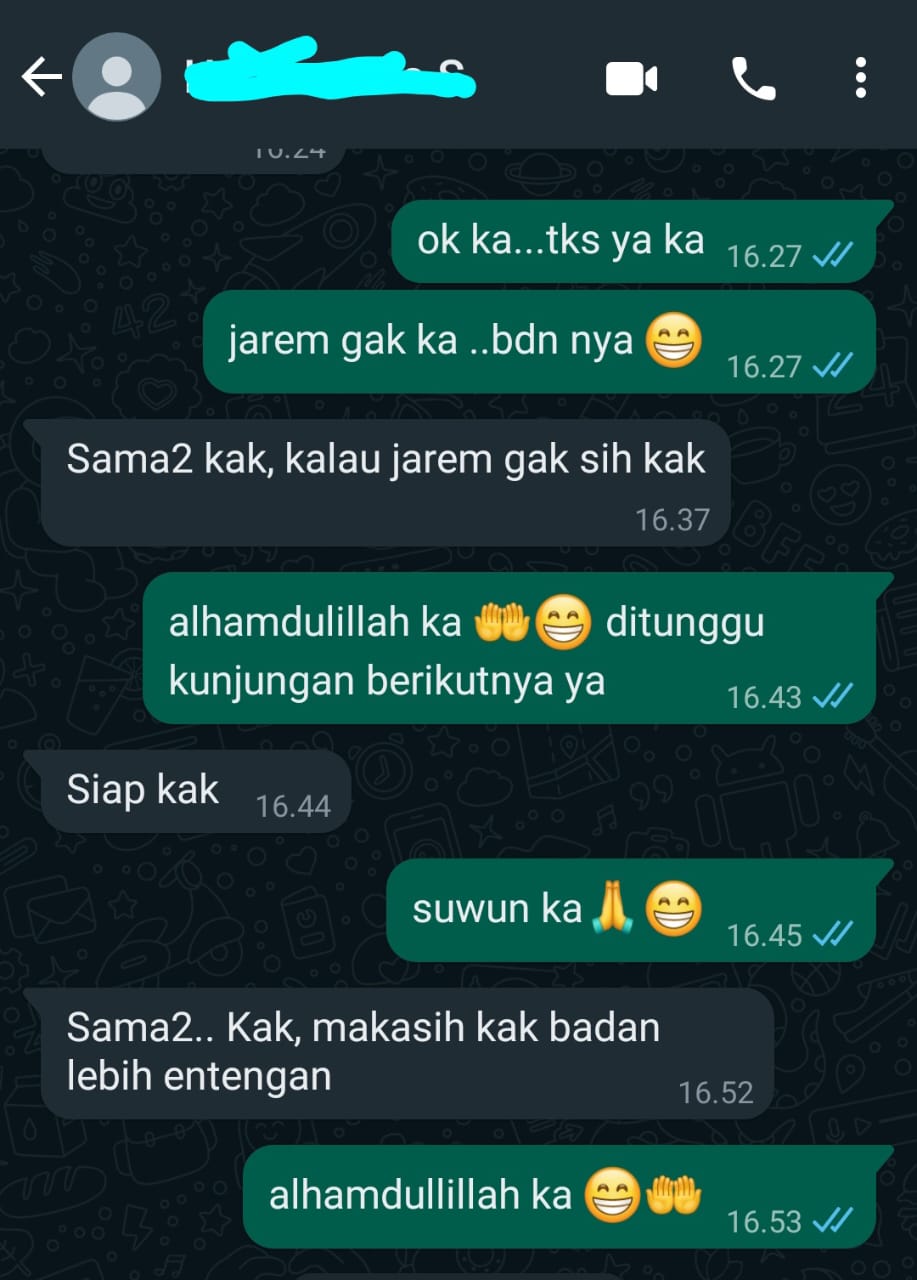 16.24
ok ka...tks ya ka
16.27
jarem gak ka ..bdn nya 😁
16.27
Sama2 kak, kalau jarem gak sih kak
16.37
alhamdulillah ka 🤲😁 ditunggu
kunjungan berikutnya ya
16.43
Siap kak
16.44
suwun ka🙏😁
16.45
Sama2.. Kak, makasih kak badan
lebih entengan
16.52
alhamdullillah ka 😁🤲
16.53